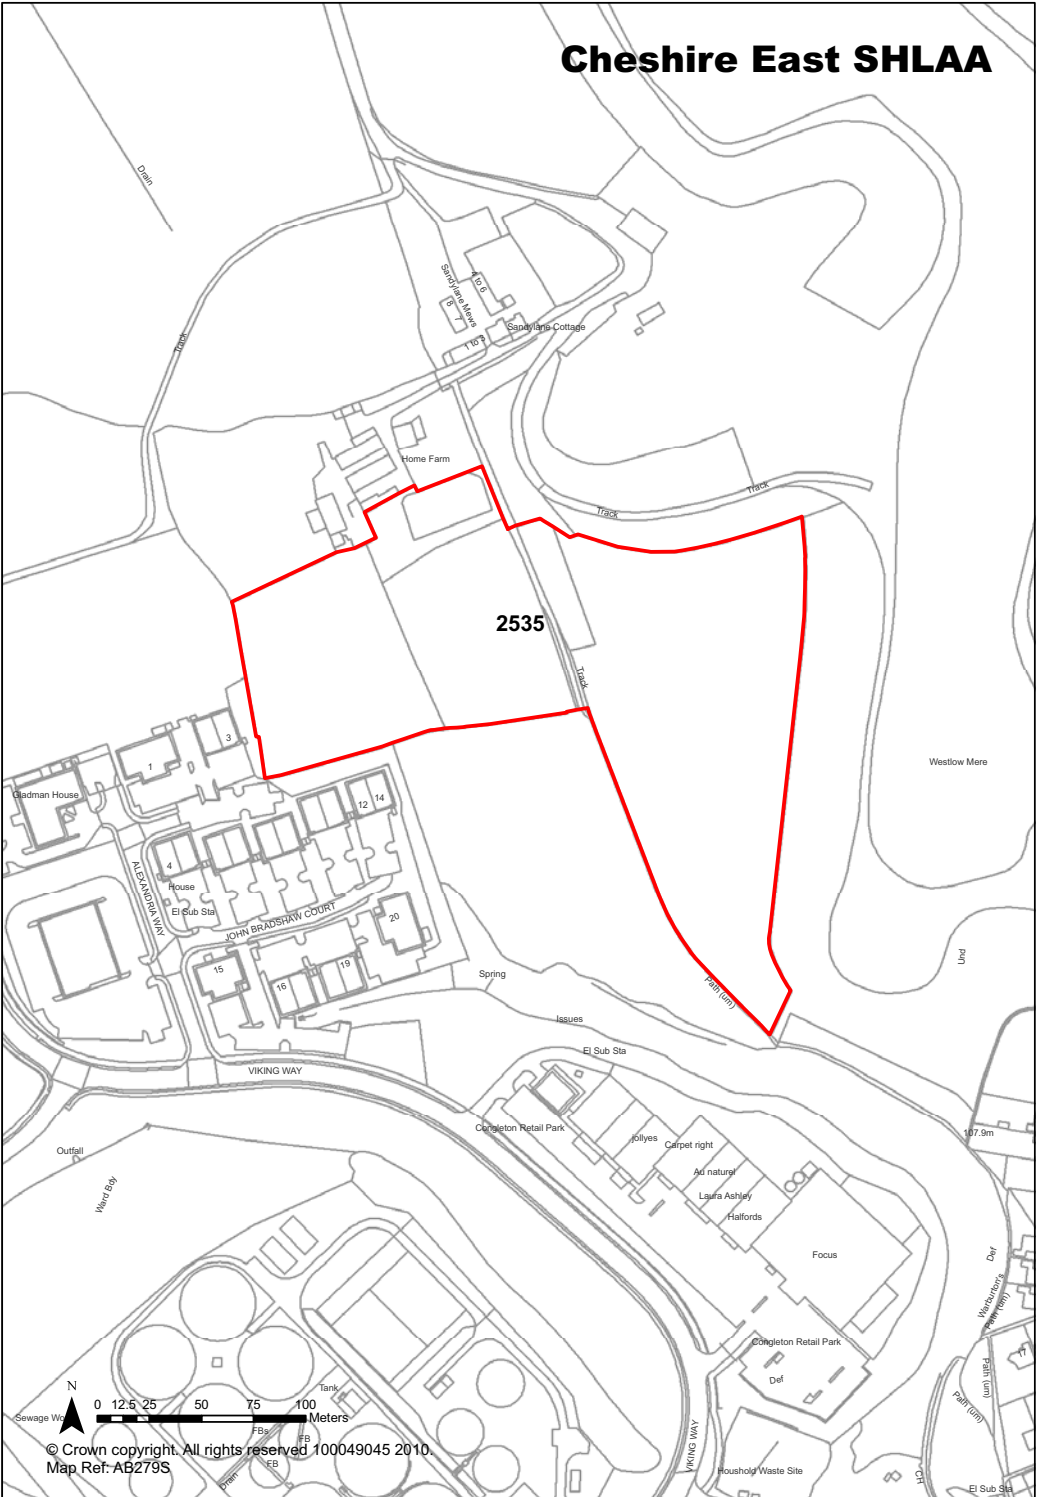 Cheshire East SHLAA
Drain
Sandylane Mews
4 to 6
8
7
1 to 3
Sandylane Cottage
Track
Home Farm
Track
Track
2535
Track
Westlow Mere
3
1
Gladman House
12
14
4
House
El Sub Sta
ALEXANDRIA WAY
JOHN BRADSHAW COURT
20
15
16
19
Spring
Path (um)
Und
Issues
El Sub Sta
VIKING WAY
Congleton Retail Park
jollyes
Carpet right
Au naturel
Laura Ashley
Halfords
Focus
107.9m
Outfall
Ward Bdy
Def
Warburton's
Path (um)
Congleton Retail Park
Def
17
Path (um)
Path (um)
N
0 12.5 25 50 75 100
Meters
Tank
Sewage Wo
FBs
FB
FB
Drain
© Crown copyright. All rights reserved 100049045 2010.
Map Ref: AB279S
VIKING WAY
Houshold Waste Site
CH
El Sub Sta